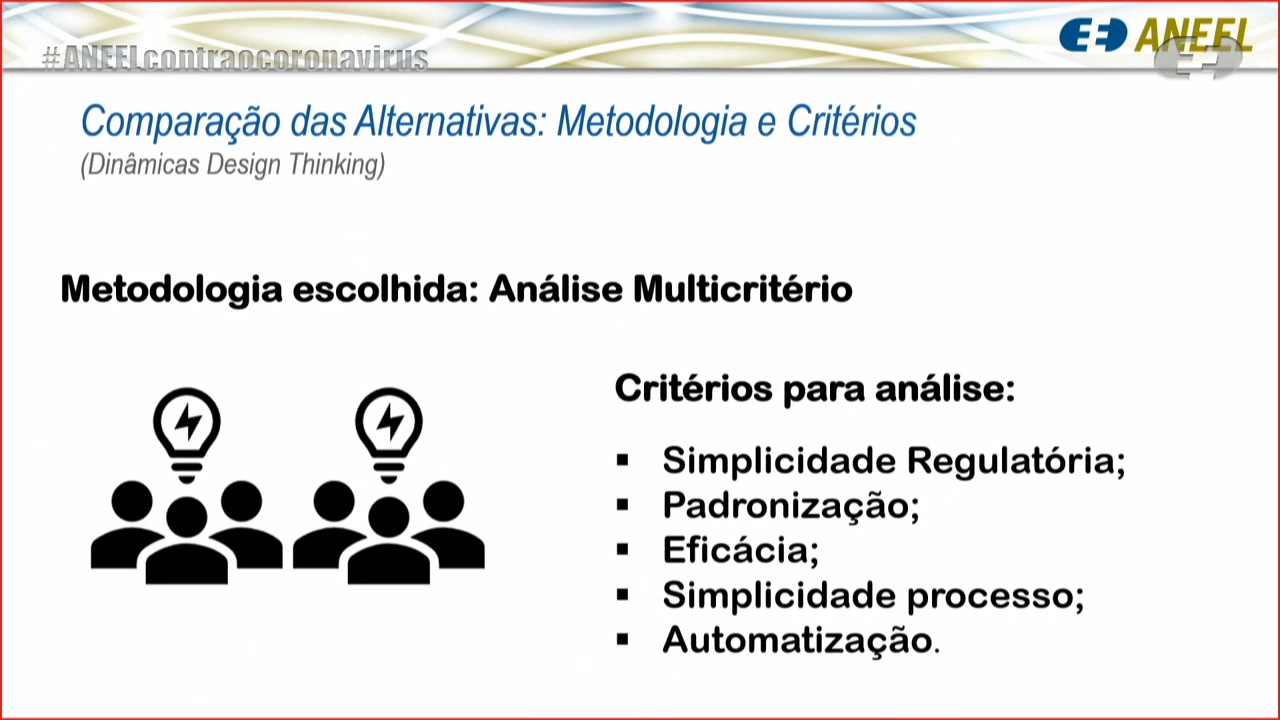 #ANEELcontraocoronavirus
ANEEL
Comparação das Alternativas: Metodologia e Critérios
(Dinâmicas Design Thinking)
Metodologia escolhida: Análise Multicritério
Critérios para análise:
▪ Simplicidade Regulatória;
▪ Padronização;
▪ Eficácia;
▪ Simplicidade processo;
▪ Automatização.